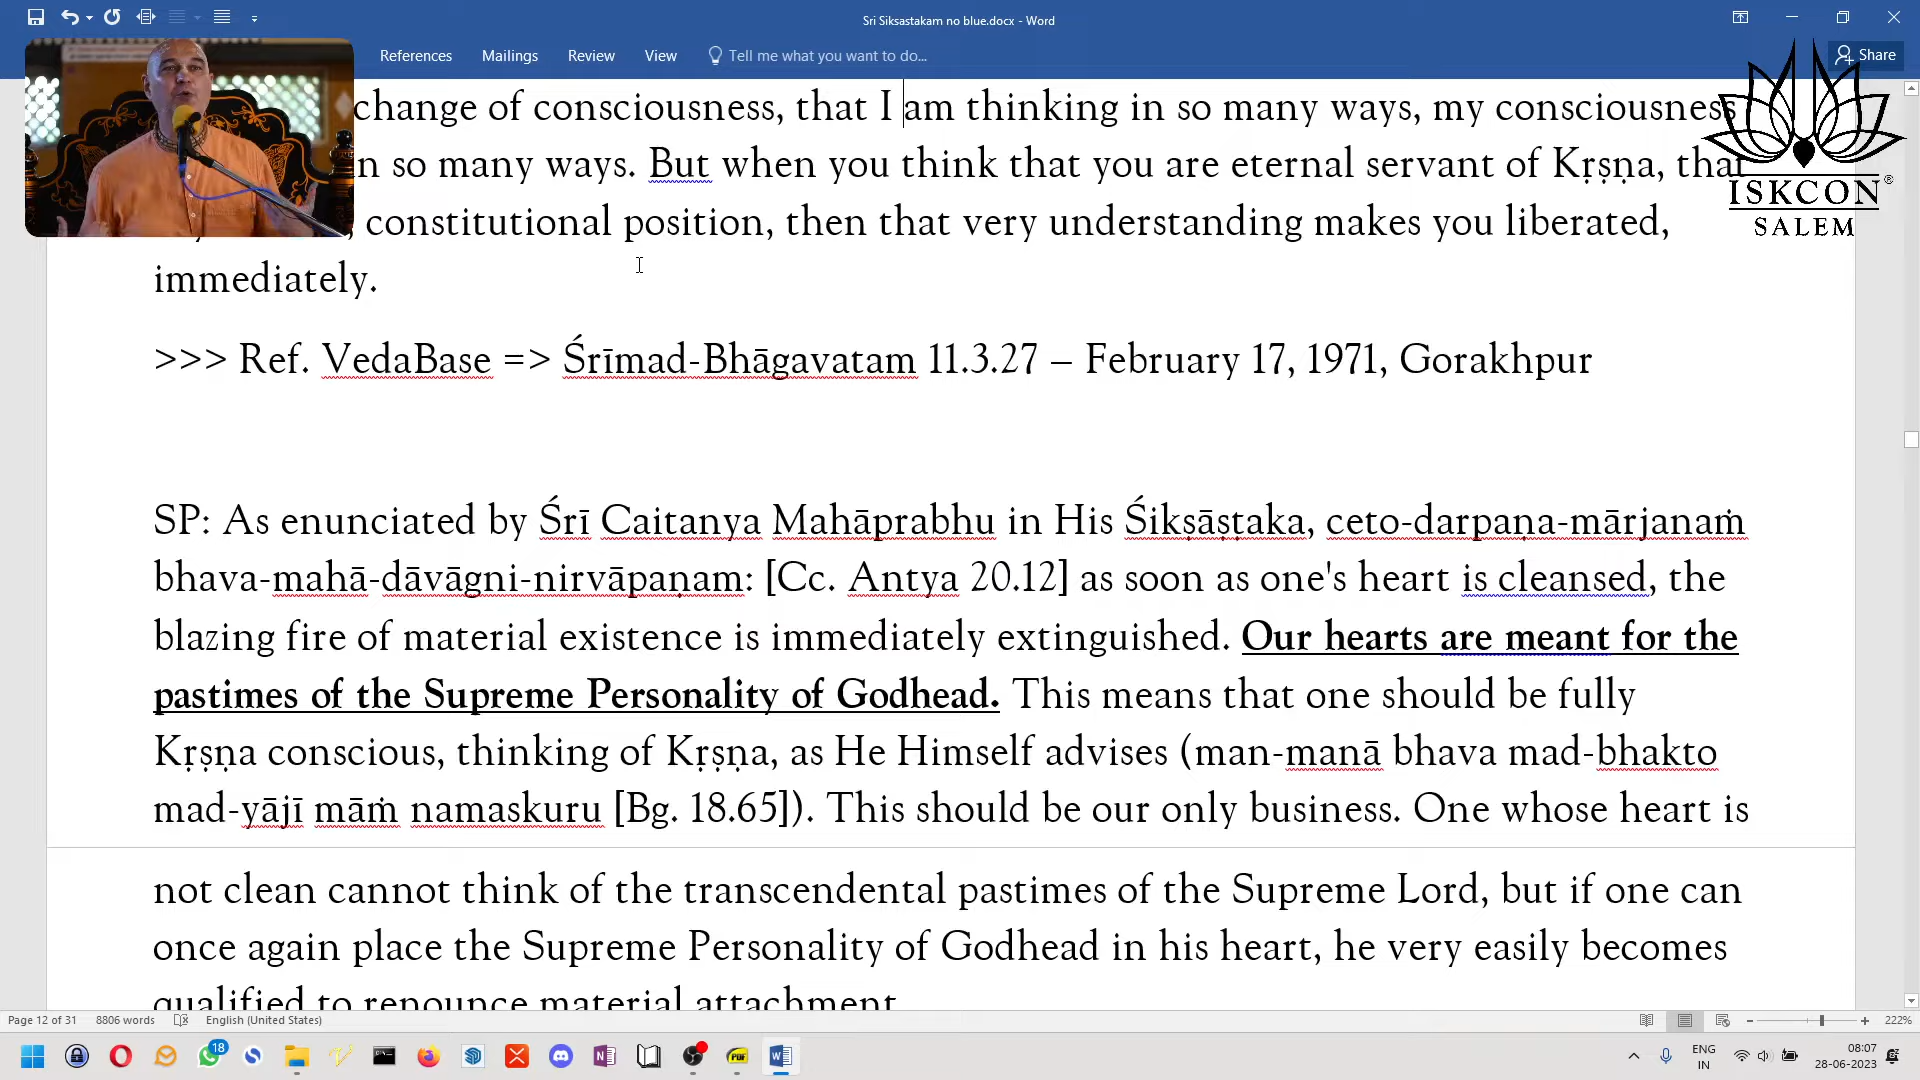 Sri Siksastakam no blue.docx - Word
References Mailings Review View Tell me what you want to do...
Share
change of consciousness, that I am thinking in so many ways, my consciousness
n so many ways. But when you think that you are eternal servant of Kṛṣṇa, that
constitutional position, then that very understanding makes you liberated,
immediately.
ISKCON®
SALEM
>>> Ref. VedaBase => Śrīmad-Bhāgavatam 11.3.27 – February 17, 1971, Gorakhpur
SP: As enunciated by Śrī Caitanya Mahāprabhu in His Śikṣāṣṭaka, ceto-darpaṇa-mārjanaṁ
bhava-mahā-dāvāgni-nirvāpaṇam: [Cc. Antya 20.12] as soon as one's heart is cleansed, the
blazing fire of material existence is immediately extinguished. Our hearts are meant for the
pastimes of the Supreme Personality of Godhead. This means that one should be fully
Kṛṣṇa conscious, thinking of Kṛṣṇa, as He Himself advises (man-manā bhava mad-bhakto
mad-yājī māṁ namaskuru [Bg. 18.65]). This should be our only business. One whose heart is
not clean cannot think of the transcendental pastimes of the Supreme Lord, but if one can
once again place the Supreme Personality of Godhead in his heart, he very easily becomes
qualified to renounce material attachment
Page 12 of 31 8806 words English (United States) 222%
18
PDF
ENG
IN
08:07
28-06-2023